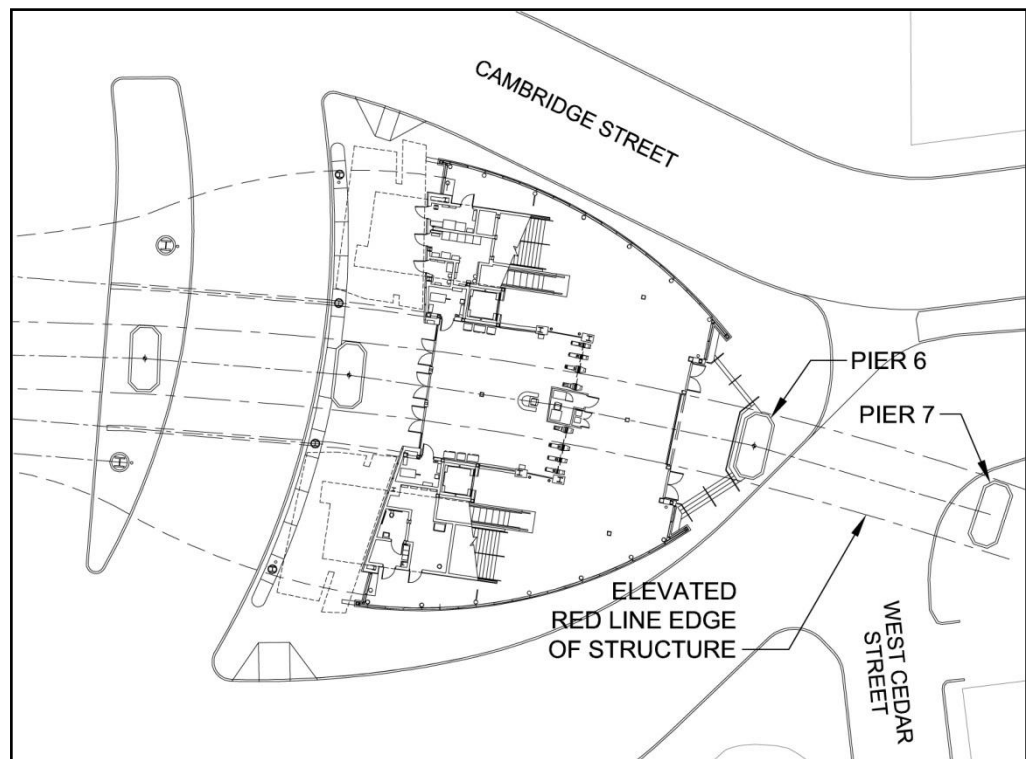 CAMBRIDGE STREET
PIER 6
PIER 7
ELEVATED
RED LINE EDGE
OF STRUCTURE
WEST CEDAR
STREET